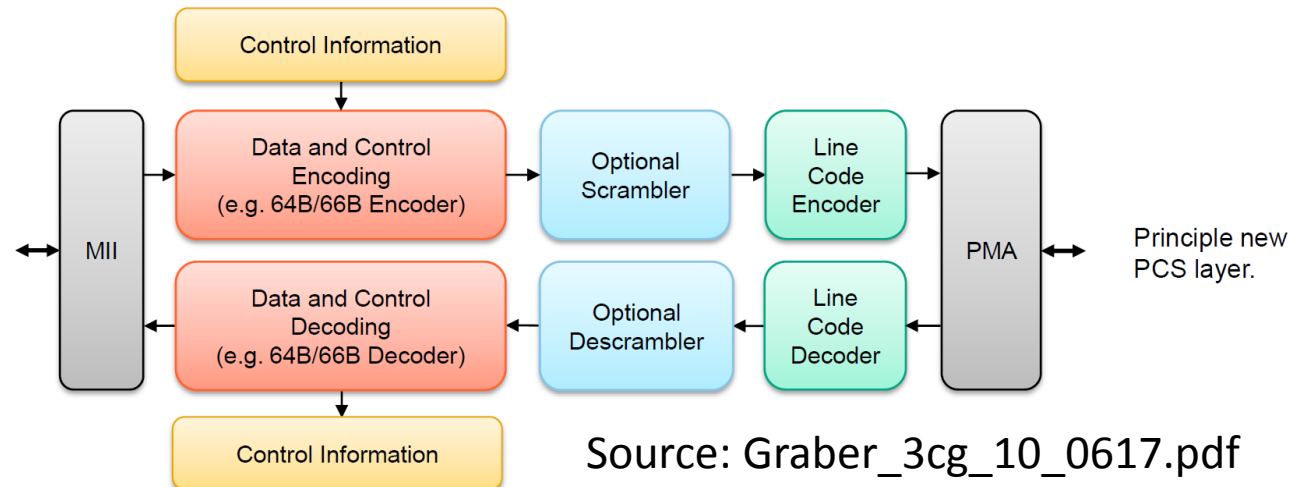 Control Information
MII
Data and Control
Encoding
(e.g. 64B/66B Encoder)
Optional
Scrambler
Line
Code
Encoder
PMA
Principle new
PCS layer.
Data and Control
Decoding
(e.g. 64B/66B Decoder)
Optional
Descrambler
Line
Code
Decoder
Control Information
Source: Graber_3cg_10_0617.pdf